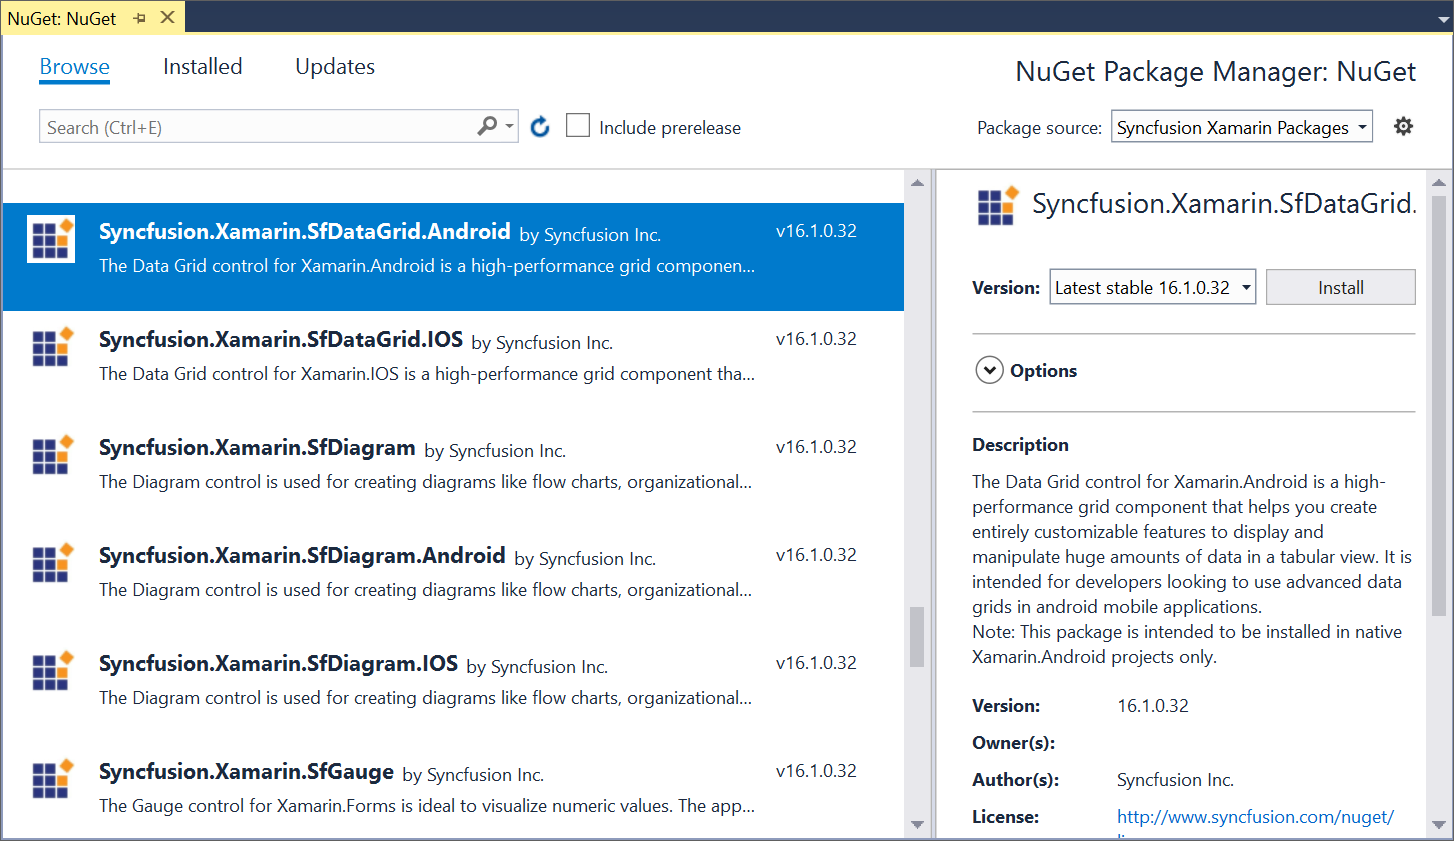 NuGet: NuGet
Browse Installed Updates
NuGet Package Manager: NuGet
Search (Ctrl+E)
Include prerelease
Package source: Syncfusion Xamarin Packages
Syncfusion.Xamarin.SfDataGrid.Android by Syncfusion Inc. v16.1.0.32
The Data Grid control for Xamarin.Android is a high-performance grid componen...
Syncfusion.Xamarin.SfDataGrid.IOS by Syncfusion Inc. v16.1.0.32
The Data Grid control for Xamarin.IOS is a high-performance grid component tha...
Syncfusion.Xamarin.SfDiagram by Syncfusion Inc. v16.1.0.32
The Diagram control is used for creating diagrams like flow charts, organizational...
Syncfusion.Xamarin.SfDiagram.Android by Syncfusion Inc. v16.1.0.32
The Diagram control is used for creating diagrams like flow charts, organizational...
Syncfusion.Xamarin.SfDiagram.IOS by Syncfusion Inc. v16.1.0.32
The Diagram control is used for creating diagrams like flow charts, organizational...
Syncfusion.Xamarin.SfGauge by Syncfusion Inc. v16.1.0.32
The Gauge control for Xamarin.Forms is ideal to visualize numeric values. The app...
Syncfusion.Xamarin.SfDataGrid.
Version: Latest stable 16.1.0.32 Install
Options
Description
The Data Grid control for Xamarin.Android is a high-
performance grid component that helps you create
entirely customizable features to display and
manipulate huge amounts of data in a tabular view. It is
intended for developers looking to use advanced data
grids in android mobile applications.
Note: This package is intended to be installed in native
Xamarin.Android projects only.
Version: 16.1.0.32
Owner(s):
Author(s): Syncfusion Inc.
License: http://www.syncfusion.com/nuget/